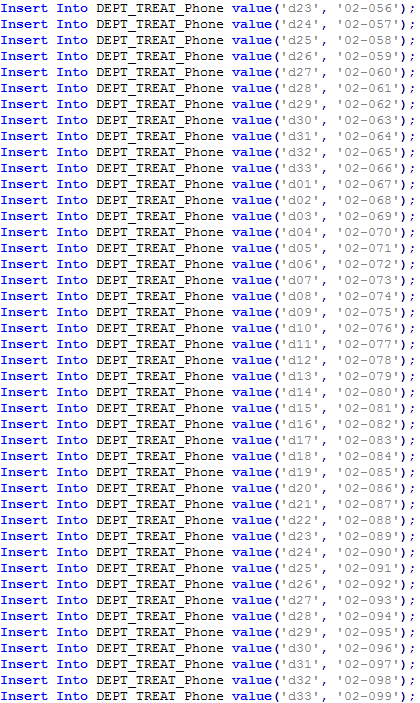 Insert Into DEPT_TREAT_Phone value('d23', '02-056');
Insert Into DEPT_TREAT_Phone value('d24', '02-057');
Insert Into DEPT_TREAT_Phone value('d25', '02-058');
Insert Into DEPT_TREAT_Phone value('d26', '02-059');
Insert Into DEPT_TREAT_Phone value('d27', '02-060');
Insert Into DEPT_TREAT_Phone value('d28', '02-061');
Insert Into DEPT_TREAT_Phone value('d29', '02-062');
Insert Into DEPT_TREAT_Phone value('d30', '02-063');
Insert Into DEPT_TREAT_Phone value('d31', '02-064');
Insert Into DEPT_TREAT_Phone value('d32', '02-065');
Insert Into DEPT_TREAT_Phone value('d33', '02-066');
Insert Into DEPT_TREAT_Phone value('d01', '02-067');
Insert Into DEPT_TREAT_Phone value('d02', '02-068');
Insert Into DEPT_TREAT_Phone value('d03', '02-069');
Insert Into DEPT_TREAT_Phone value('d04', '02-070');
Insert Into DEPT_TREAT_Phone value('d05', '02-071');
Insert Into DEPT_TREAT_Phone value('d06', '02-072');
Insert Into DEPT_TREAT_Phone value('d07', '02-073');
Insert Into DEPT_TREAT_Phone value('d08', '02-074');
Insert Into DEPT_TREAT_Phone value('d09', '02-075');
Insert Into DEPT_TREAT_Phone value('d10', '02-076');
Insert Into DEPT_TREAT_Phone value('d11', '02-077');
Insert Into DEPT_TREAT_Phone value('d12', '02-078');
Insert Into DEPT_TREAT_Phone value('d13', '02-079');
Insert Into DEPT_TREAT_Phone value('d14', '02-080');
Insert Into DEPT_TREAT_Phone value('d15', '02-081');
Insert Into DEPT_TREAT_Phone value('d16', '02-082');
Insert Into DEPT_TREAT_Phone value('d17', '02-083');
Insert Into DEPT_TREAT_Phone value('d18', '02-084');
Insert Into DEPT_TREAT_Phone value('d19', '02-085');
Insert Into DEPT_TREAT_Phone value('d20', '02-086');
Insert Into DEPT_TREAT_Phone value('d21', '02-087');
Insert Into DEPT_TREAT_Phone value('d22', '02-088');
Insert Into DEPT_TREAT_Phone value('d23', '02-089');
Insert Into DEPT_TREAT_Phone value('d24', '02-090');
Insert Into DEPT_TREAT_Phone value('d25', '02-091');
Insert Into DEPT_TREAT_Phone value('d26', '02-092');
Insert Into DEPT_TREAT_Phone value('d27', '02-093');
Insert Into DEPT_TREAT_Phone value('d28', '02-094');
Insert Into DEPT_TREAT_Phone value('d29', '02-095');
Insert Into DEPT_TREAT_Phone value('d30', '02-096');
Insert Into DEPT_TREAT_Phone value('d31', '02-097');
Insert Into DEPT_TREAT_Phone value('d32', '02-098');
Insert Into DEPT_TREAT_Phone value('d33', '02-099');